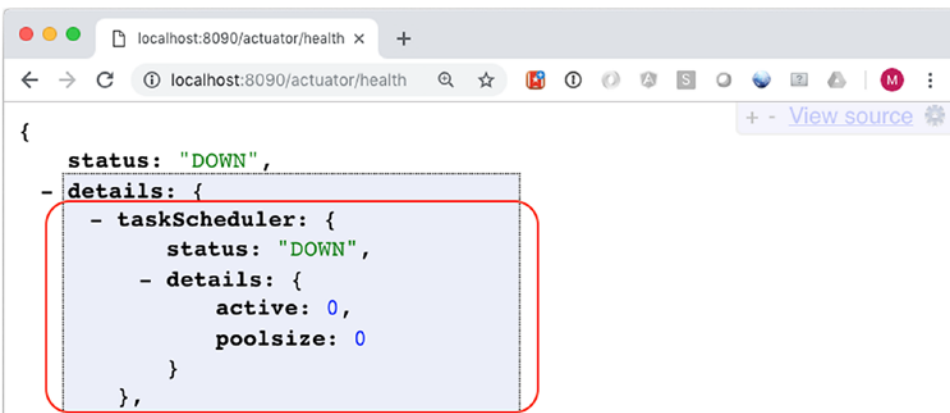 localhost:8090/actuator/health × +
localhost:8090/actuator/health
+ - View source
{
status: "DOWN",
- details: {
- taskScheduler: {
status: "DOWN",
- details: {
active: 0,
poolsize: 0
}
},